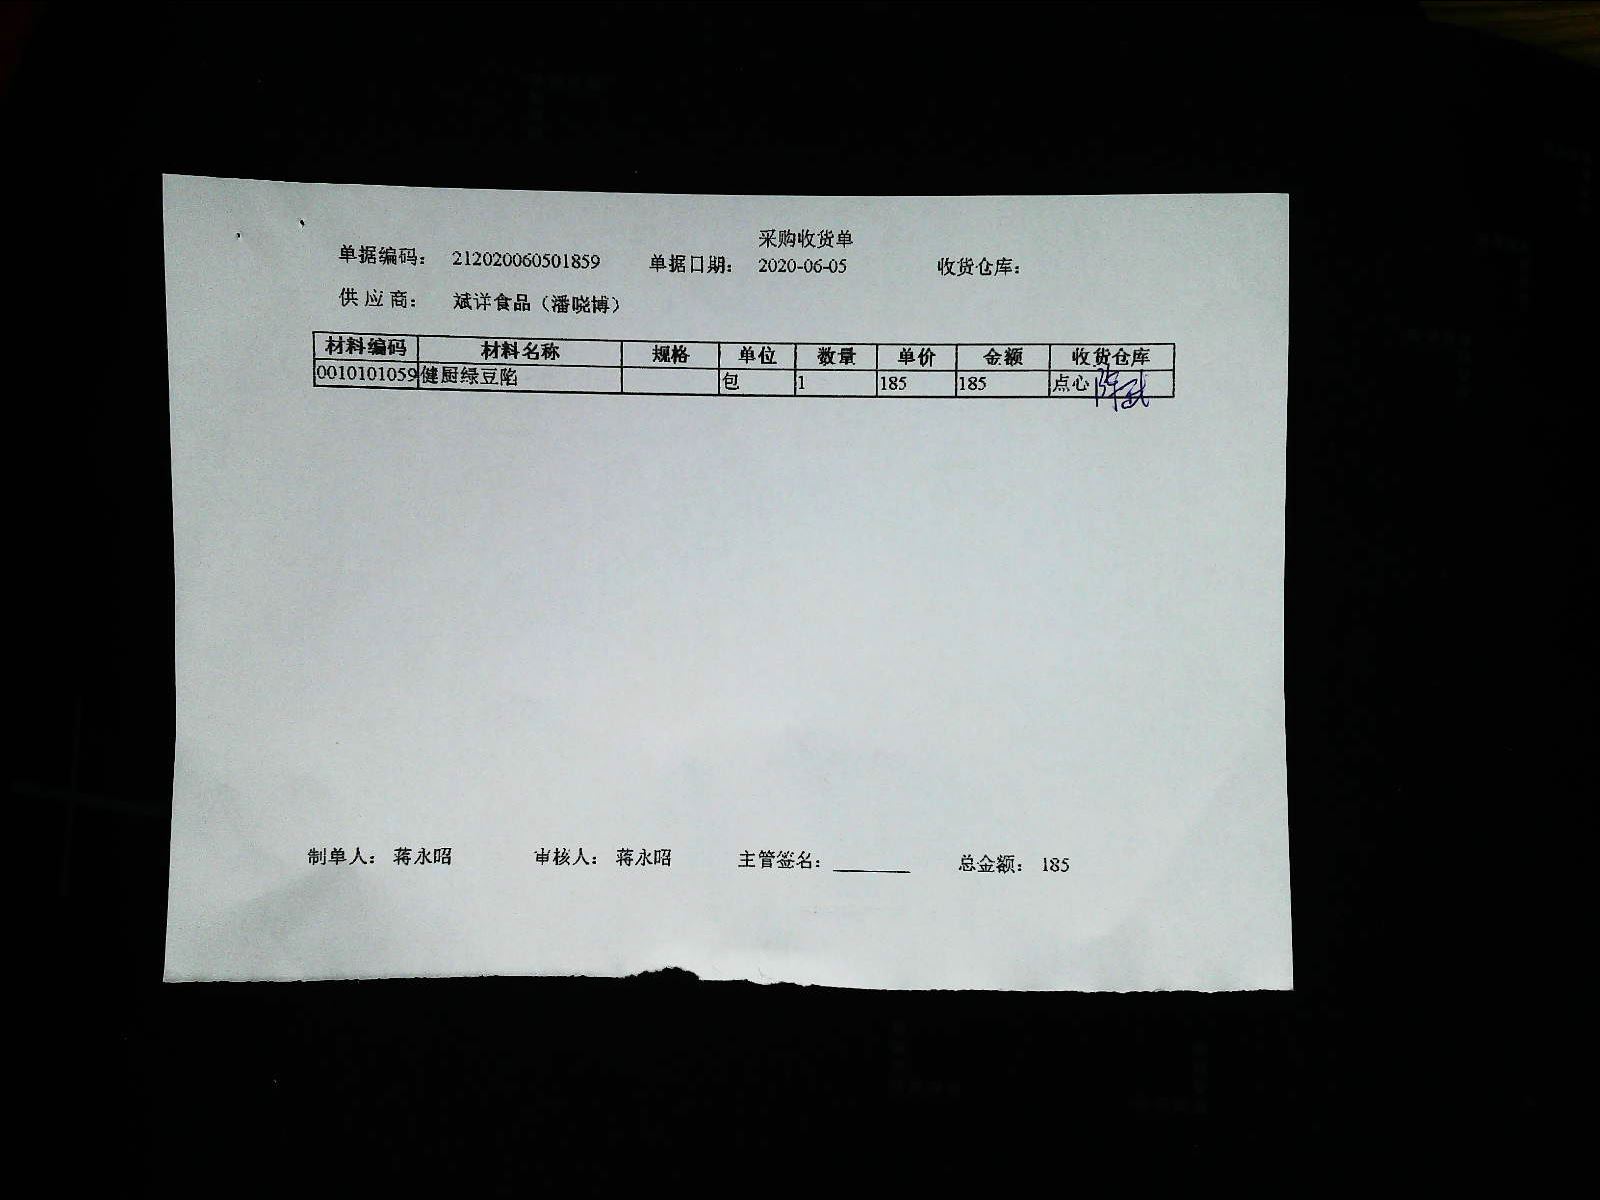 采购收货单
单据编码： 212020060501859 单据日期： 2020-06-05 收货仓库：
供 应 商： 斌详食品（潘晓博）
材料编码 材料名称 规格 单位 数量 单价 金额 收货仓库
0010101059 健厨绿豆陷 包 1 185 185 点心
制单人： 蒋永昭 审核人： 蒋永昭 主管签名： 总金额： 185